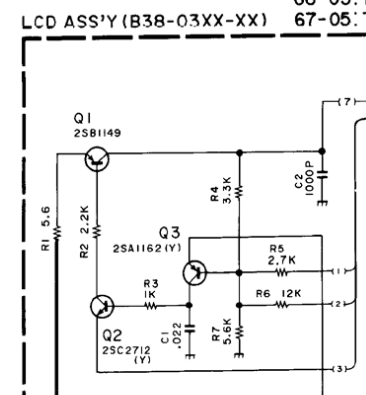 LCD ASS'Y (B38-03XX-XX) 67-05
7
Q1
2SB1149
R4
3.3K
C2
1000P
R1 5.6
R2 2.2K
Q3
2SA1162(Y)
R5
2.7K
1
R3
1K
R6 12K
2
C1
.022
R7
5.6K
Q2
2SC2712
(Y)
3